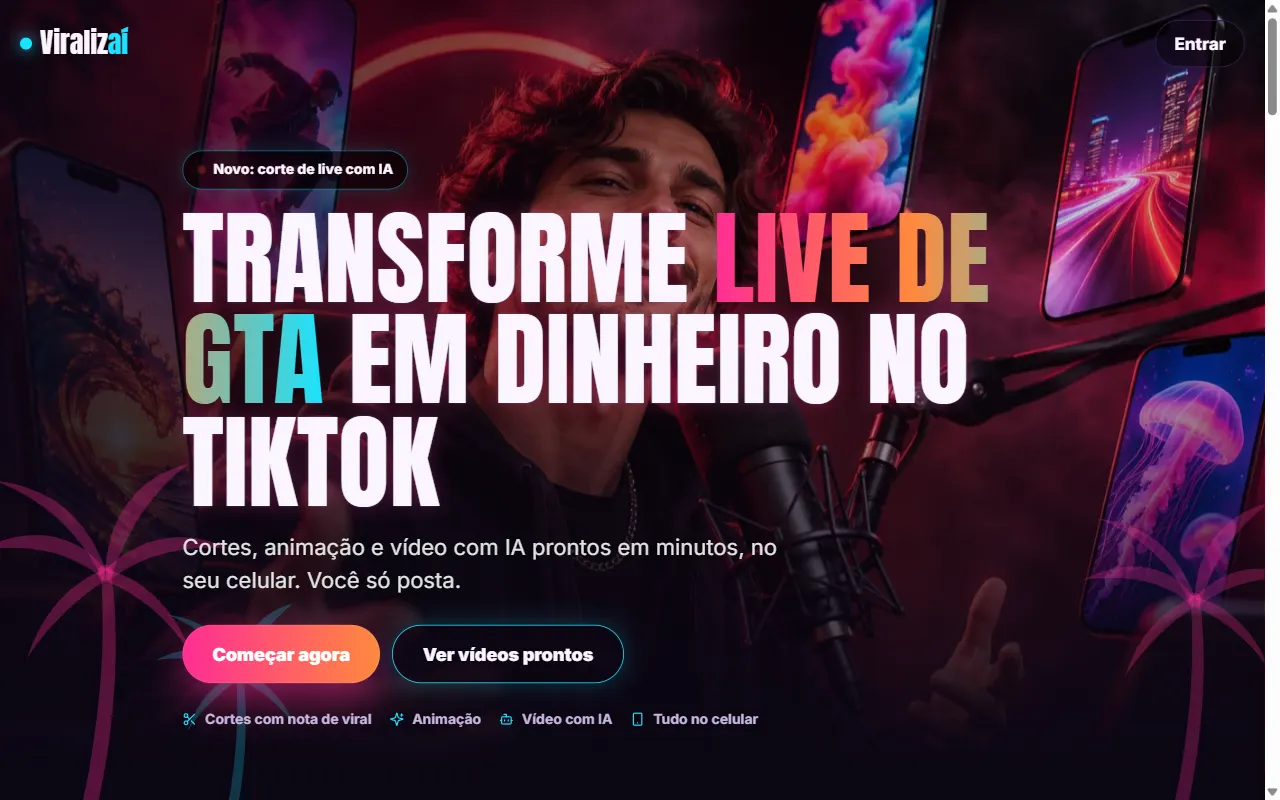 Viralizaí
Entrar
Novo: corte de live com IA
TRANSFORME LIVE DE
GTA EM DINHEIRO NO
TIKTOK
Cortes, animação e vídeo com IA prontos em minutos, no
seu celular. Você só posta.
Começar agora
Ver vídeos prontos
Cortes com nota de viral
Animação
Vídeo com IA
Tudo no celular